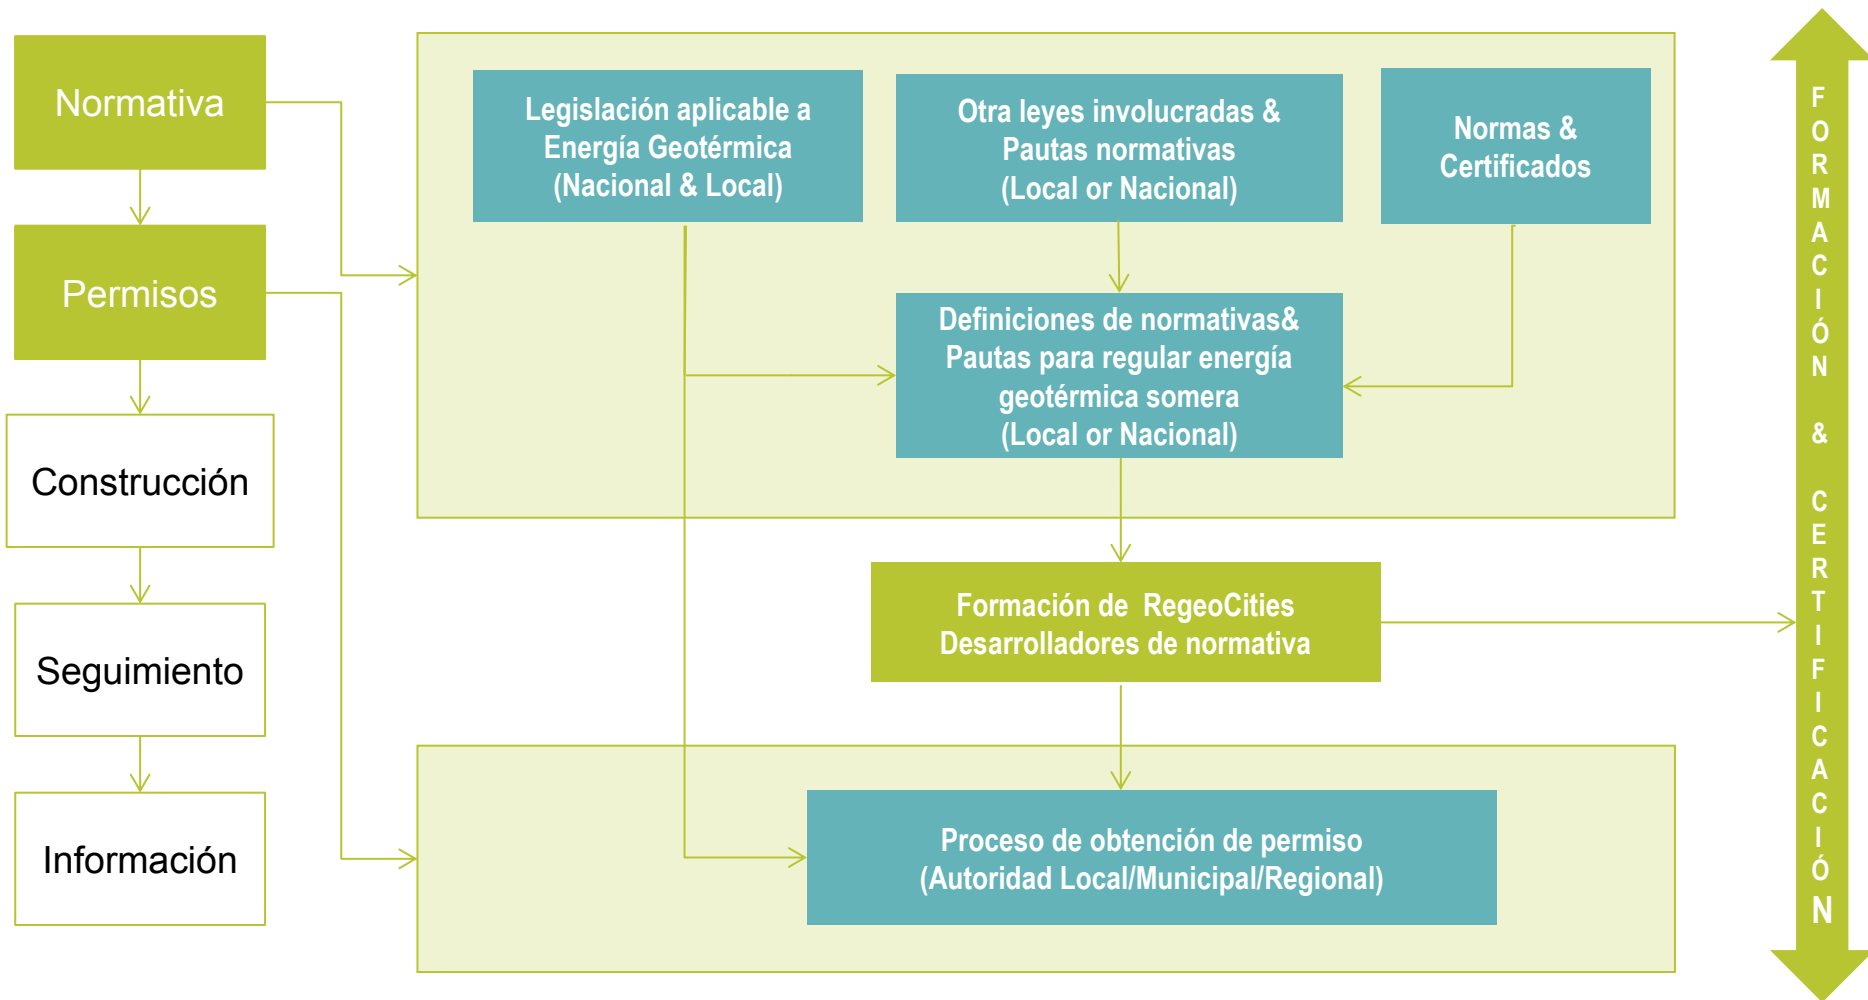 Normativa
Permisos
Construcción
Seguimiento
Información
Legislación aplicable a
Energía Geotérmica
(Nacional & Local)
Otra leyes involucradas &
Pautas normativas
(Local or Nacional)
Normas &
Certificados
Definiciones de normativas&
Pautas para regular energía
geotérmica somera
(Local or Nacional)
Formación de RegeoCities
Desarrolladores de normativa
Proceso de obtención de permiso
(Autoridad Local/Municipal/Regional)
FORMACIÓN & CERTIFICACIÓN